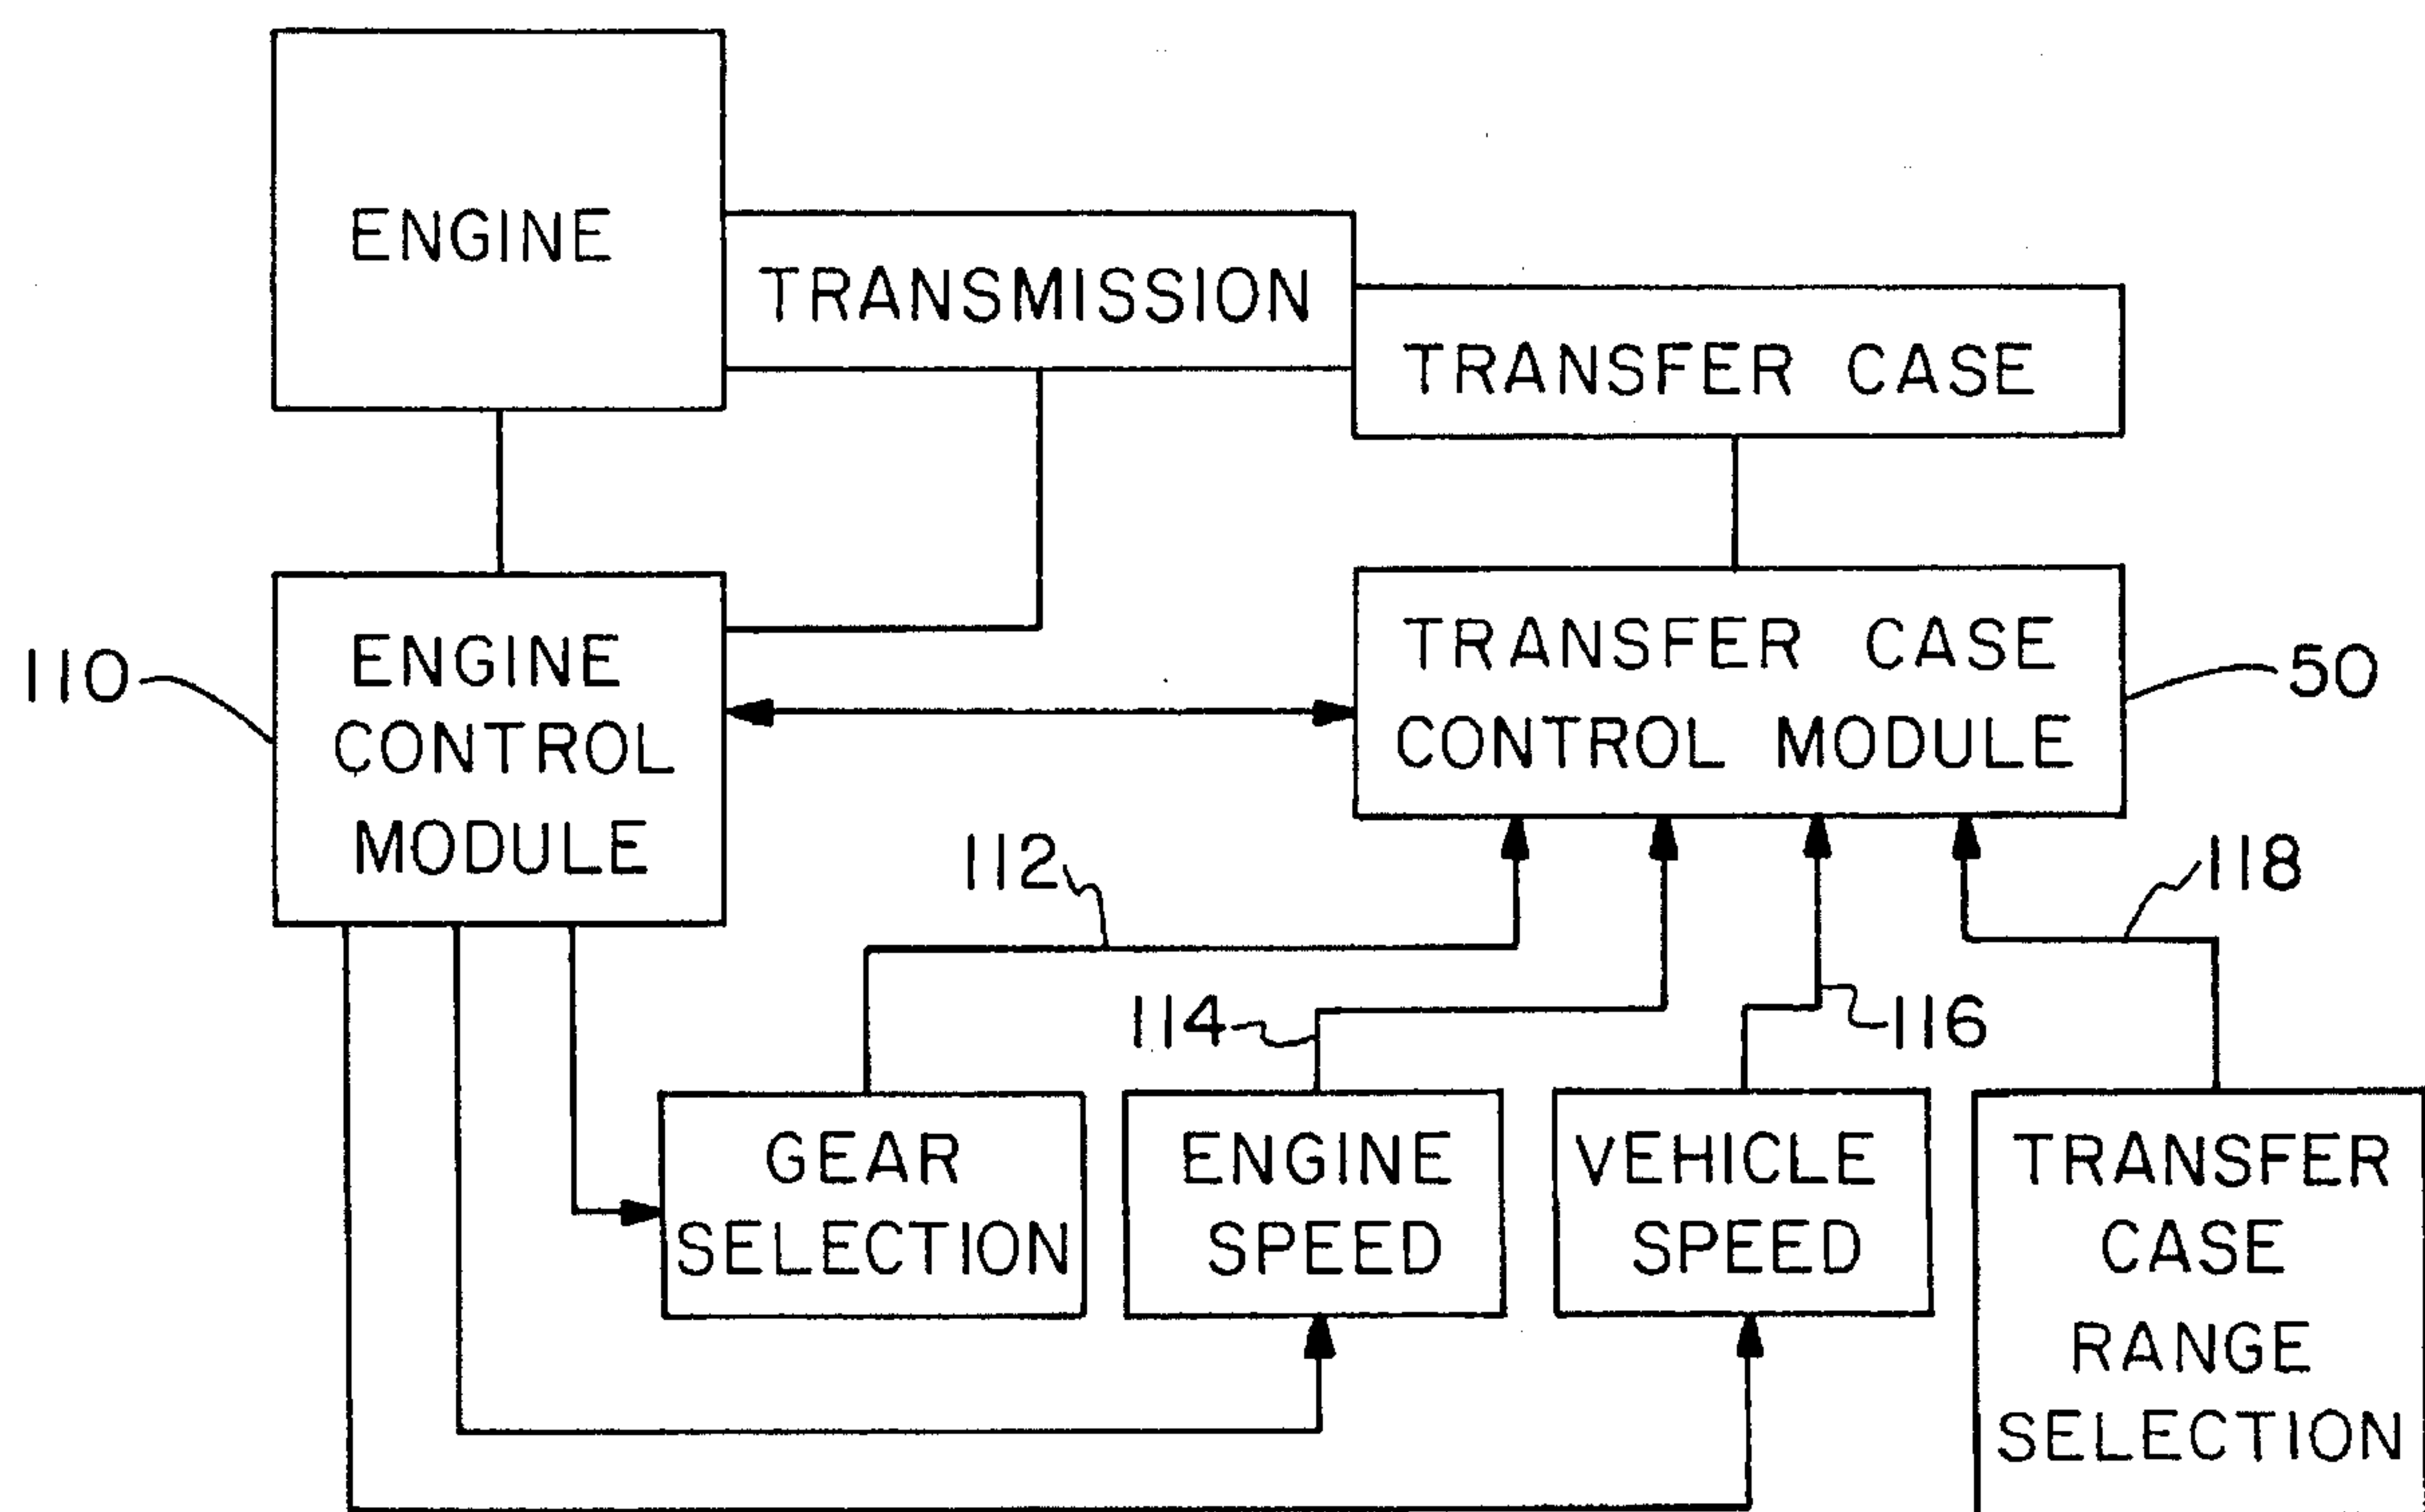 ENGINE
TRANSMISSION
TRANSFER CASE
110
ENGINE
CONTROL
MODULE
TRANSFER CASE
CONTROL MODULE
50
112
118
114
116
GEAR
SELECTION
ENGINE
SPEED
VEHICLE
SPEED
TRANSFER
CASE
RANGE
SELECTION